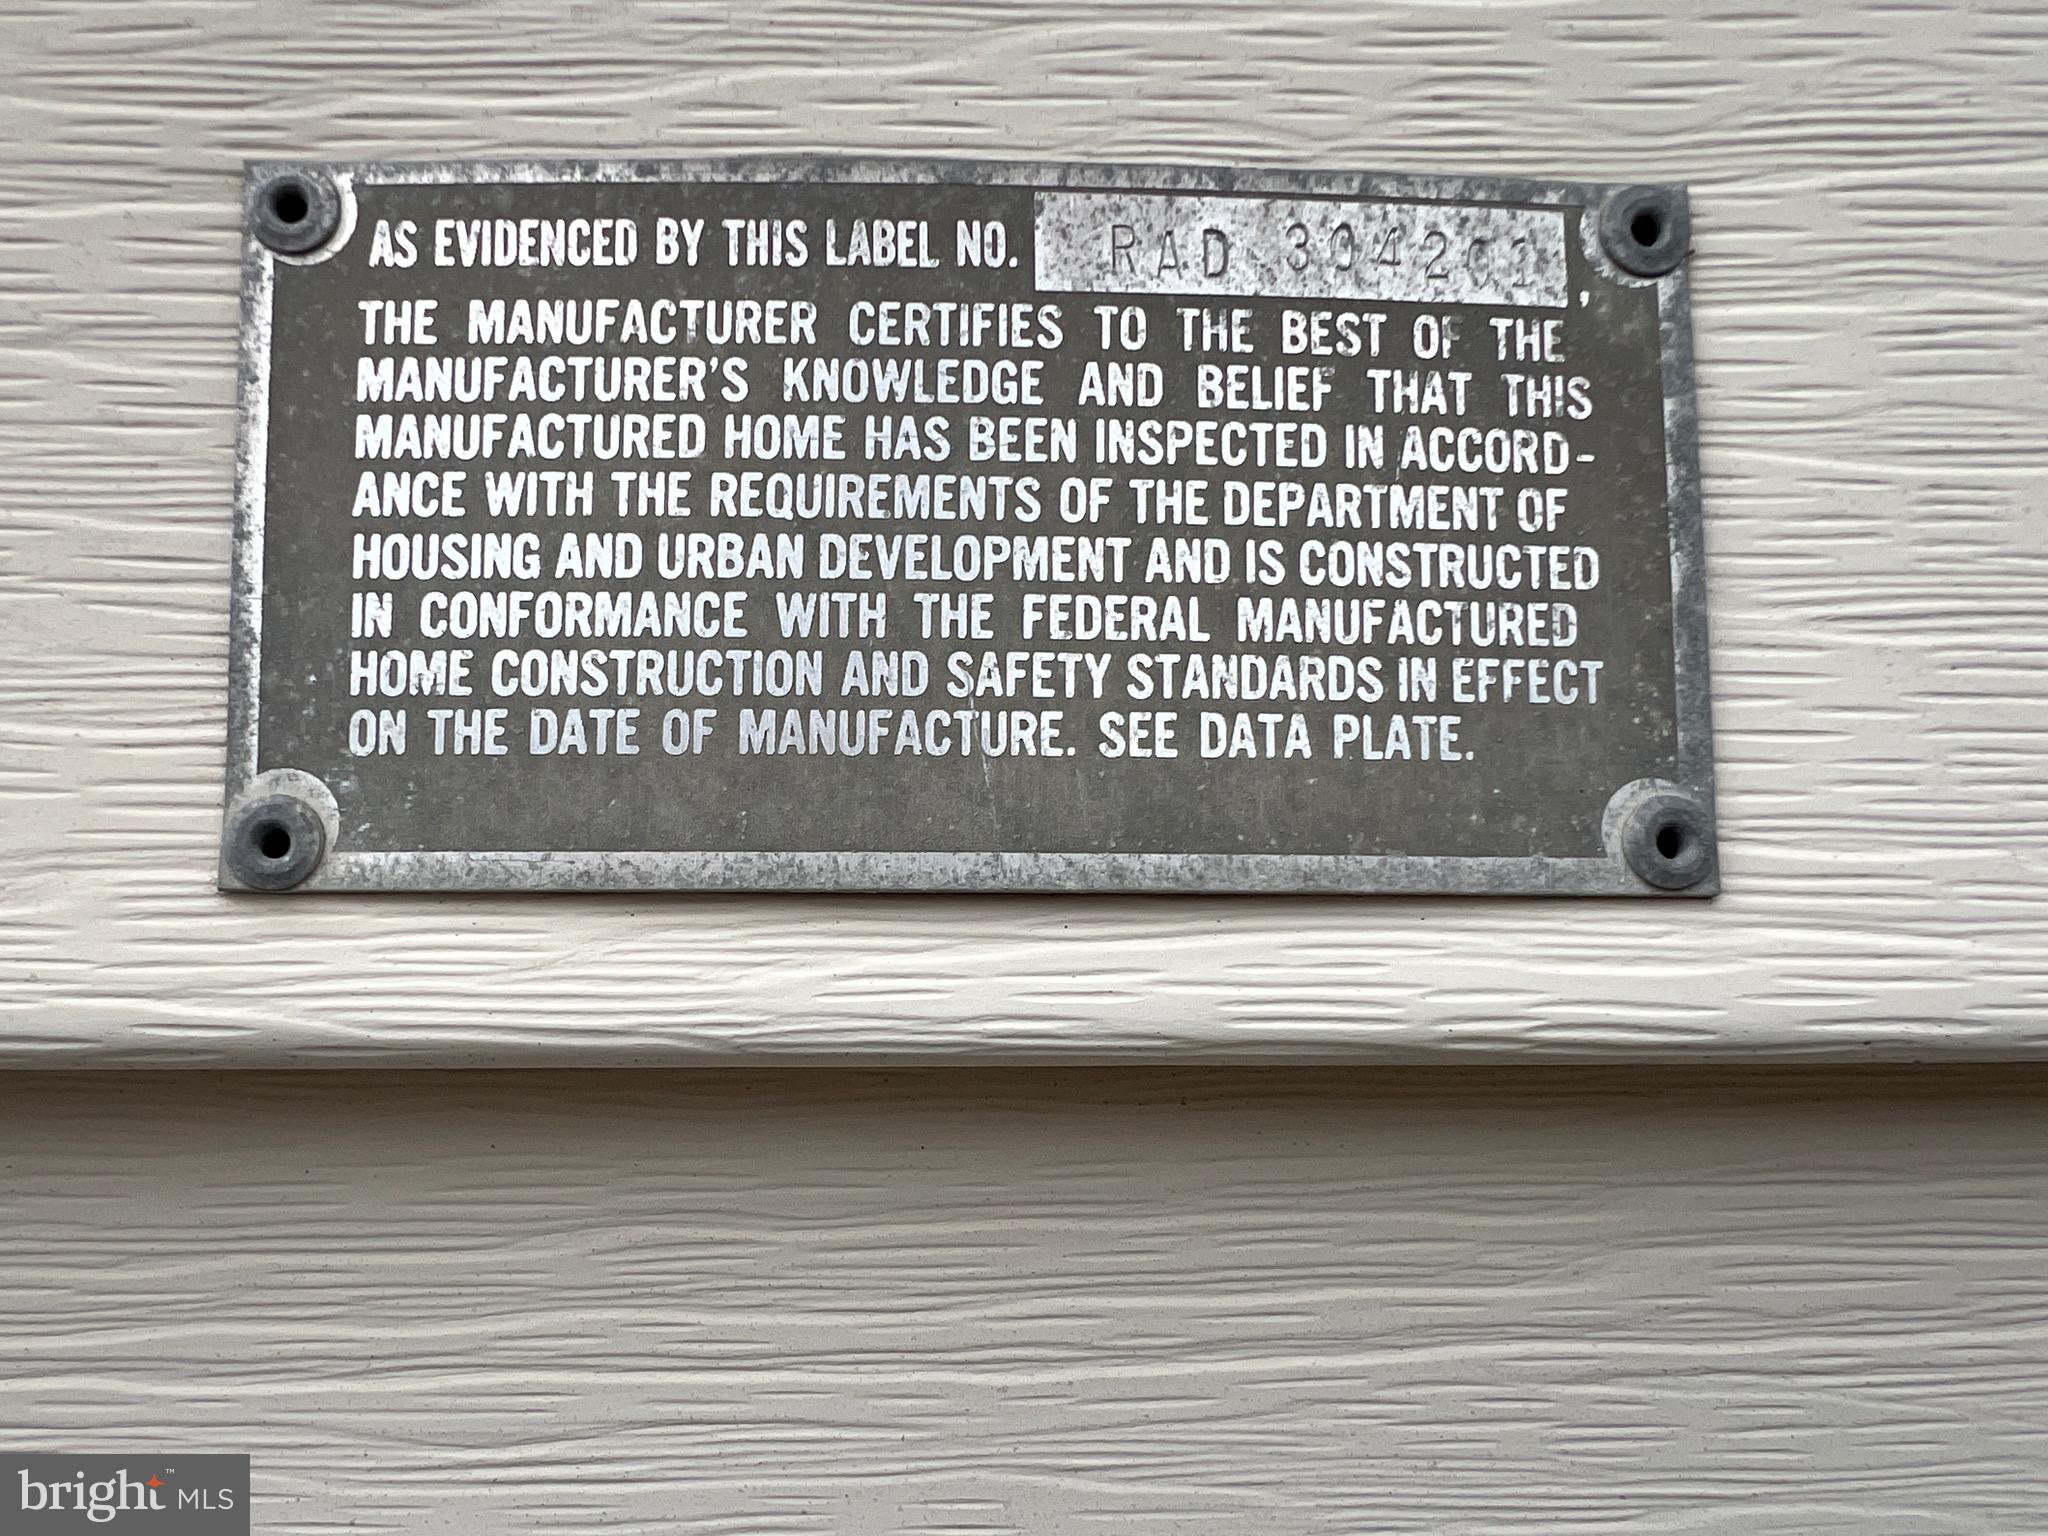 AS EVIDENCED BY THIS LABEL NO. RAD 304201,
THE MANUFACTURER CERTIFIES TO THE BEST OF THE
MANUFACTURER'S KNOWLEDGE AND BELIEF THAT THIS
MANUFACTURED HOME HAS BEEN INSPECTED IN ACCORD-
ANCE WITH THE REQUIREMENTS OF THE DEPARTMENT OF
HOUSING AND URBAN DEVELOPMENT AND IS CONSTRUCTED
IN CONFORMANCE WITH THE FEDERAL MANUFACTURED
HOME CONSTRUCTION AND SAFETY STANDARDS IN EFFECT
ON THE DATE OF MANUFACTURE. SEE DATA PLATE.
bright™ MLS